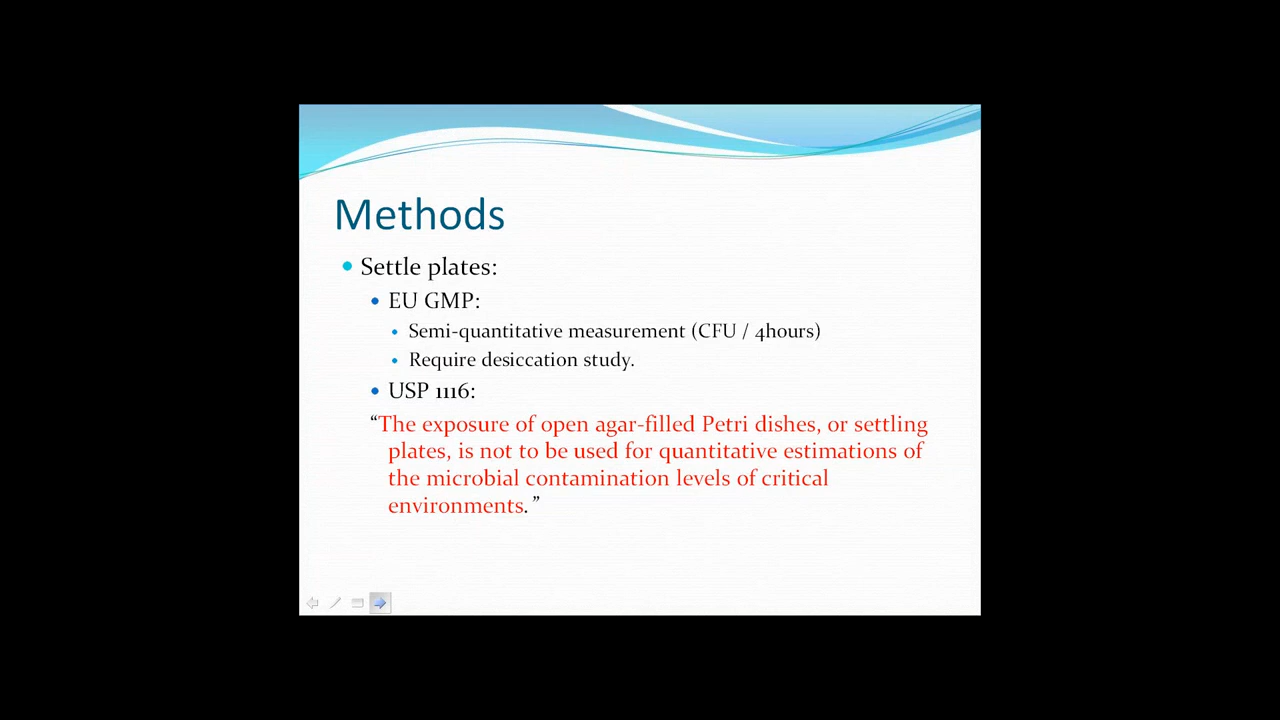 Methods
Settle plates:
EU GMP:
Semi-quantitative measurement (CFU / 4hours)
Require desiccation study.
USP 1116:
“The exposure of open agar-filled Petri dishes, or settling
plates, is not to be used for quantitative estimations of
the microbial contamination levels of critical
environments.”